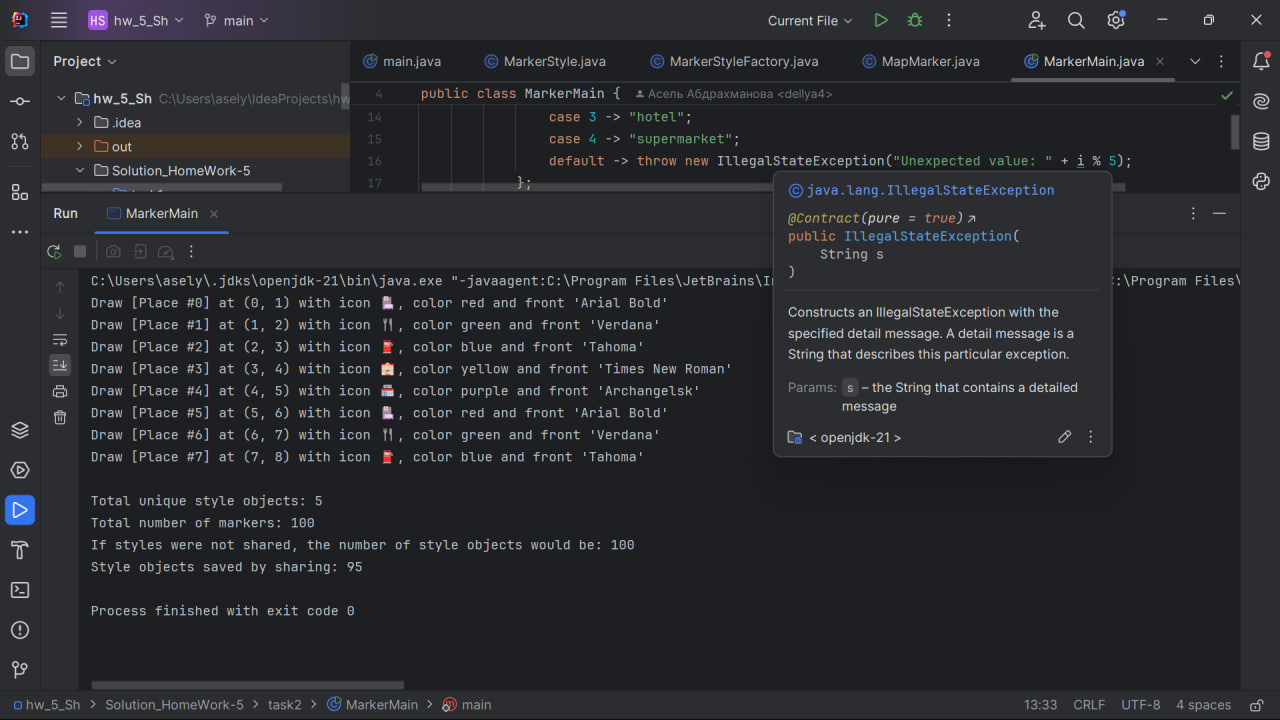 HS hw_5_Sh main Current File
Project
main.java MarkerStyle.java MarkerStyleFactory.java MapMarker.java MarkerMain.java
hw_5_Sh C:\Users\asely\IdeaProjects\hw
.idea
out
Solution_HomeWork-5
4 public class MarkerMain { Асель Абдрахманова <dellya4>
14 case 3 -> "hotel";
15 case 4 -> "supermarket";
16 default -> throw new IllegalStateException("Unexpected value: " + i % 5);
17 };
java.lang.IllegalStateException
@Contract(pure = true)
public IllegalStateException(
String s
)
Constructs an IllegalStateException with the
specified detail message. A detail message is a
String that describes this particular exception.
Params: s – the String that contains a detailed
message
< openjdk-21 >
Run MarkerMain
C:\Users\asely\.jdks\openjdk-21\bin\java.exe "-javaagent:C:\Program Files\JetBrains\In C:\Program Files\
Draw [Place #0] at (0, 1) with icon 🏪, color red and front 'Arial Bold'
Draw [Place #1] at (1, 2) with icon 🍴, color green and front 'Verdana'
Draw [Place #2] at (2, 3) with icon ⛽, color blue and front 'Tahoma'
Draw [Place #3] at (3, 4) with icon 🏨, color yellow and front 'Times New Roman'
Draw [Place #4] at (4, 5) with icon 🏪, color purple and front 'Archangelsk'
Draw [Place #5] at (5, 6) with icon 🏪, color red and front 'Arial Bold'
Draw [Place #6] at (6, 7) with icon 🍴, color green and front 'Verdana'
Draw [Place #7] at (7, 8) with icon ⛽, color blue and front 'Tahoma'
Total unique style objects: 5
Total number of markers: 100
If styles were not shared, the number of style objects would be: 100
Style objects saved by sharing: 95
Process finished with exit code 0
hw_5_Sh > Solution_HomeWork-5 > task2 > MarkerMain > main 13:33 CRLF UTF-8 4 spaces